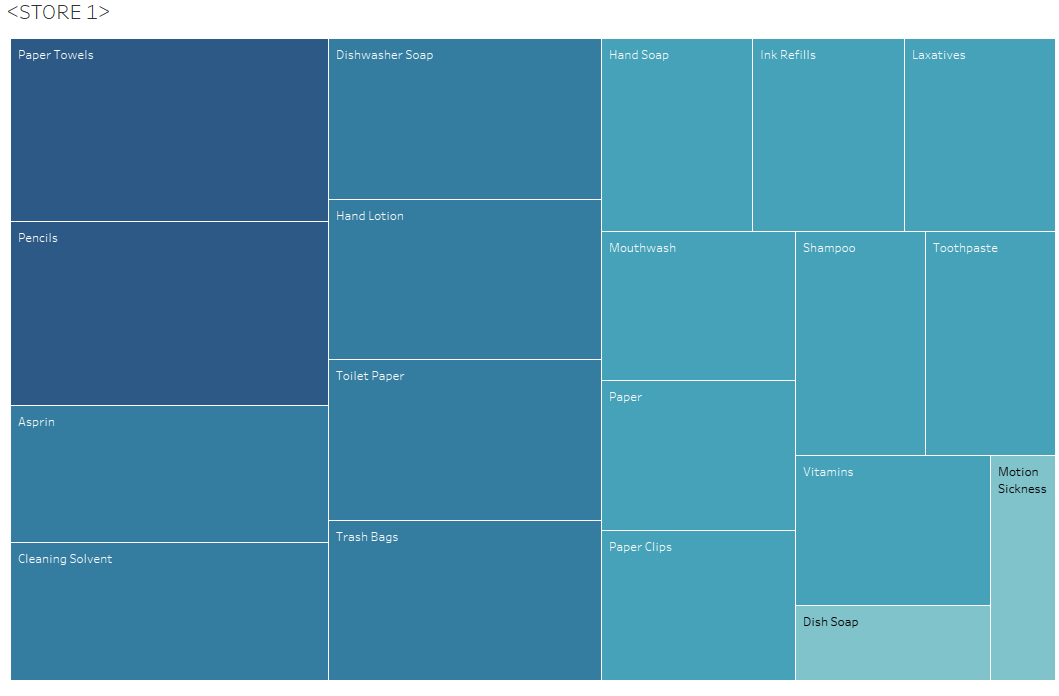 <STORE 1>
Paper Towels
Dishwasher Soap
Hand Soap
Ink Refills
Laxatives
Pencils
Hand Lotion
Mouthwash
Shampoo
Toothpaste
Asprin
Toilet Paper
Paper
Vitamins
Motion
Sickness
Cleaning Solvent
Trash Bags
Paper Clips
Dish Soap